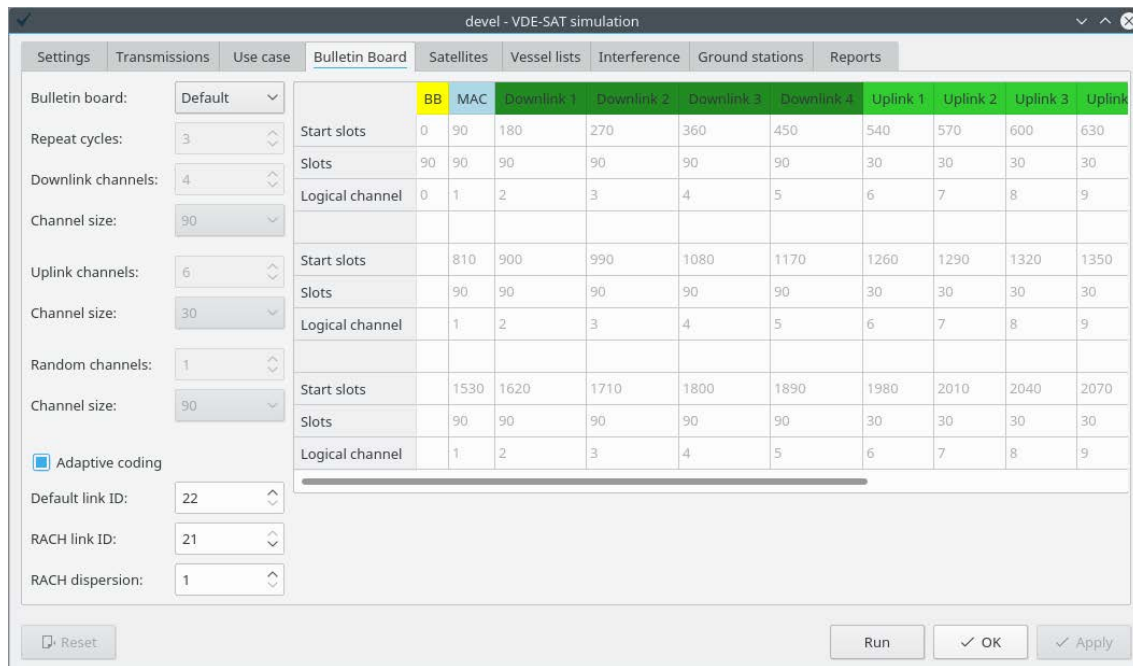 devel - VDE-SAT simulation
Settings Transmissions Use case Bulletin Board Satellites Vessel lists Interference Ground stations Reports
Bulletin board: Default
Repeat cycles: 3
Downlink channels: 4
Channel size: 90
Uplink channels: 6
Channel size: 30
Random channels: 1
Channel size: 90
Adaptive coding
Default link ID: 22
RACH link ID: 21
RACH dispersion: 1
BB MAC Downlink 1 Downlink 2 Downlink 3 Downlink 4 Uplink 1 Uplink 2 Uplink 3 Uplink
Start slots 0 90 180 270 360 450 540 570 600 630
Slots 90 90 90 90 90 90 30 30 30 30
Logical channel 0 1 2 3 4 5 6 7 8 9
Start slots 810 900 990 1080 1170 1260 1290 1320 1350
Slots 90 90 90 90 90 30 30 30 30
Logical channel 1 2 3 4 5 6 7 8 9
Start slots 1530 1620 1710 1800 1890 1980 2010 2040 2070
Slots 90 90 90 90 90 30 30 30 30
Logical channel 1 2 3 4 5 6 7 8 9
Reset Run OK Apply